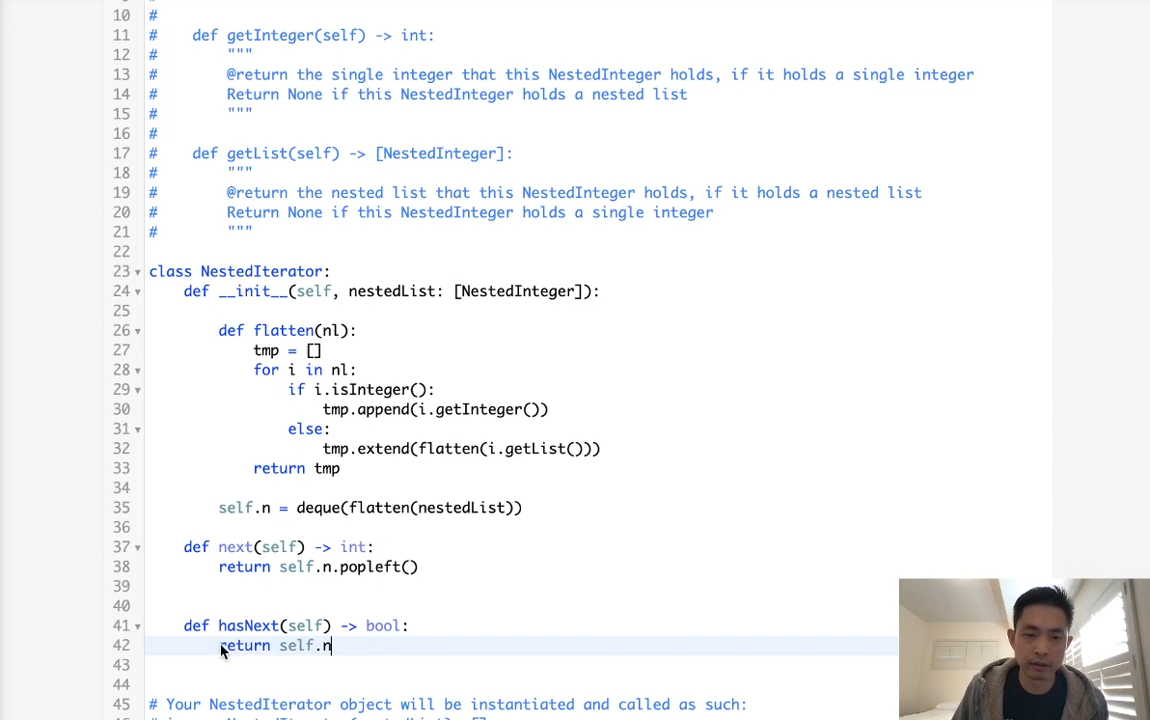 10 #
11 #    def getInteger(self) -> int:
12 #        """
13 #        @return the single integer that this NestedInteger holds, if it holds a single integer
14 #        Return None if this NestedInteger holds a nested list
15 #        """
16 #
17 #    def getList(self) -> [NestedInteger]:
18 #        """
19 #        @return the nested list that this NestedInteger holds, if it holds a nested list
20 #        Return None if this NestedInteger holds a single integer
21 #        """
22
23 class NestedIterator:
24     def __init__(self, nestedList: [NestedInteger]):
25
26         def flatten(nl):
27             tmp = []
28             for i in nl:
29                 if i.isInteger():
30                     tmp.append(i.getInteger())
31                 else:
32                     tmp.extend(flatten(i.getList()))
33             return tmp
34
35         self.n = deque(flatten(nestedList))
36
37     def next(self) -> int:
38         return self.n.popleft()
39
40
41     def hasNext(self) -> bool:
42         return self.n
43
44
45 # Your NestedIterator object will be instantiated and called as such: